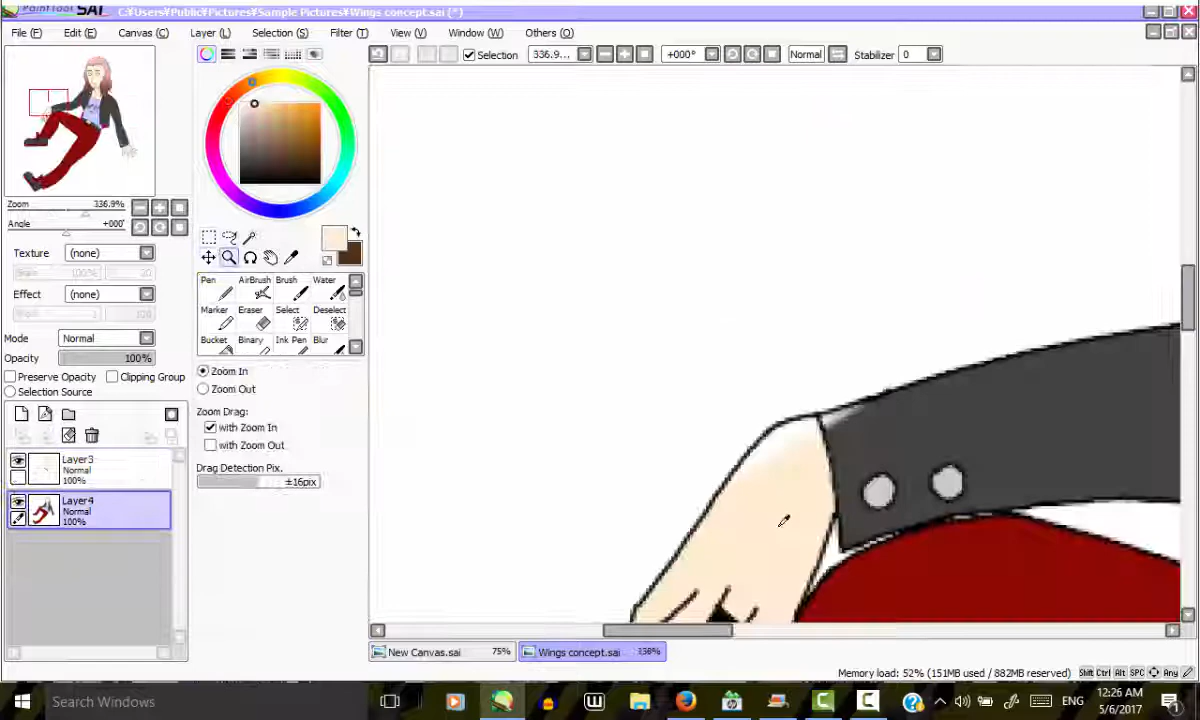 PaintTool SAI C:¥Users¥Public¥Pictures¥Sample Pictures¥Wings concept.sai (*)
File (F) Edit (E) Canvas (C) Layer (L) Selection (S) Filter (T) View (V) Window (W) Others (O)
Selection 336.9... +000° Normal Stabilizer 0
Zoom 336.9%
Angle +000°
Texture (none)
100% 20
Effect (none)
1 100
Mode Normal
Opacity 100%
Preserve Opacity Clipping Group
Selection Source
Layer3
Normal
100%
Layer4
Normal
100%
Pen AirBrush Brush Water
Marker Eraser Select Deselect
Bucket Binary Ink Pen Blur
Zoom In
Zoom Out
Zoom Drag:
with Zoom In
with Zoom Out
Drag Detection Pix.
±16pix
New Canvas.sai 75% Wings concept.sai
Memory load: 52% (151MB used / 882MB reserved) Shift Ctrl Alt SPC
Search Windows
ENG
12:26 AM
5/6/2017